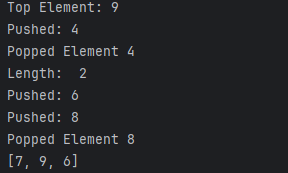 Top Element: 9
Pushed: 4
Popped Element 4
Length:  2
Pushed: 6
Pushed: 8
Popped Element 8
[7, 9, 6]